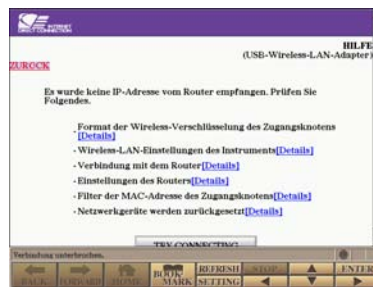 INTERNET
DIRECT CONNECTION
HILFE
(USB-Wireless-LAN-Adapter)
ZURÜCK
Es wurde keine IP-Adresse vom Router empfangen. Prüfen Sie
Folgendes.
- Format der Wireless-Verschlüsselung des Zugangsknotens
[Details]
- Wireless-LAN-Einstellungen des Instruments[Details]
- Verbindung mit dem Router[Details]
- Einstellungen des Routers[Details]
- Filter der MAC-Adresse des Zugangsknotens[Details]
- Netzwerkgeräte werden zurückgesetzt[Details]
TRY CONNECTING
Verbindung unterbrochen.
BACK FORWARD HOME BOOK MARK REFRESH SETTING STOP ENTER